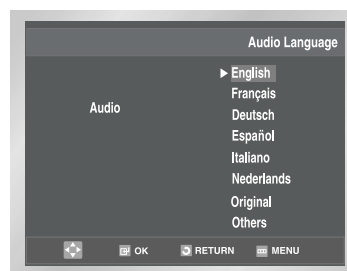 Audio Language
► English
Français
Audio
Deutsch
Español
Italiano
Nederlands
Original
Others
OK RETURN MENU